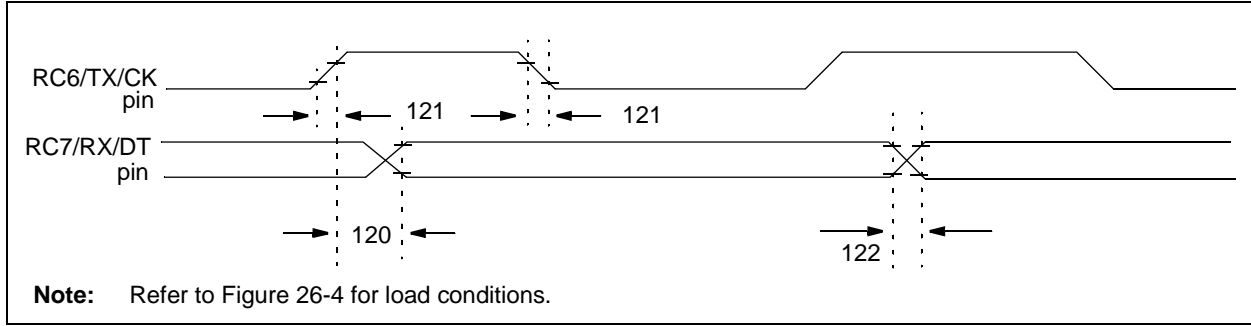 RC6/TX/CK
pin
121
121
RC7/RX/DT
pin
120
122
Note: Refer to Figure 26-4 for load conditions.